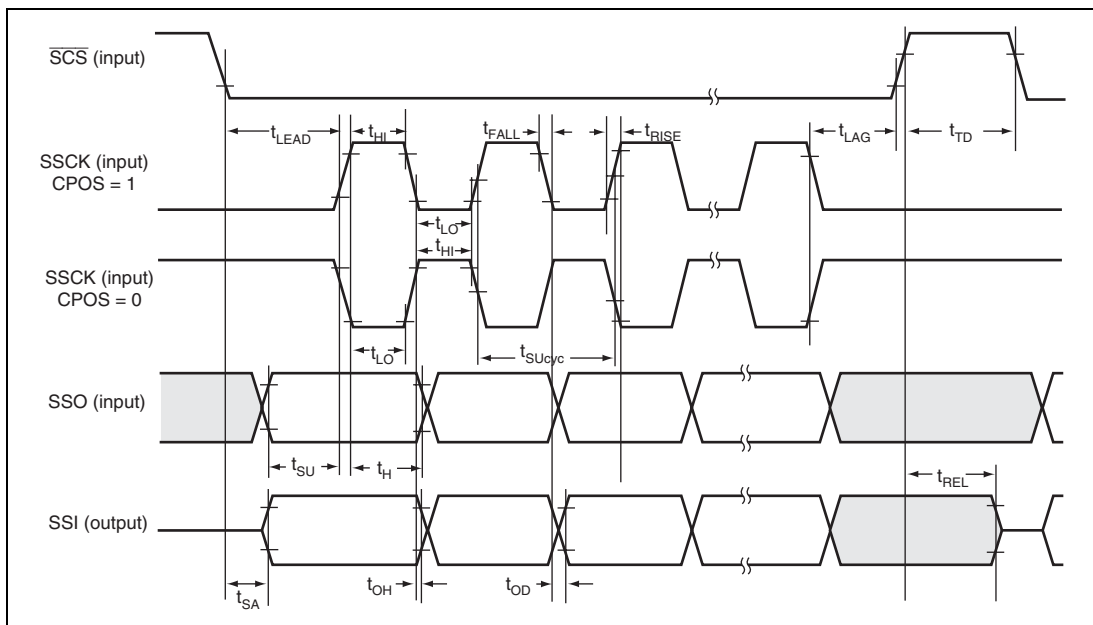 SCS (input)
tLEAD
tHI
tFALL
tRISE
tLAG
tTD
SSCK (input)
CPOS = 1
tLO
tHI
SSCK (input)
CPOS = 0
tLO
tSUcyc
SSO (input)
tSU
tH
tREL
SSI (output)
tSA
tOH
tOD